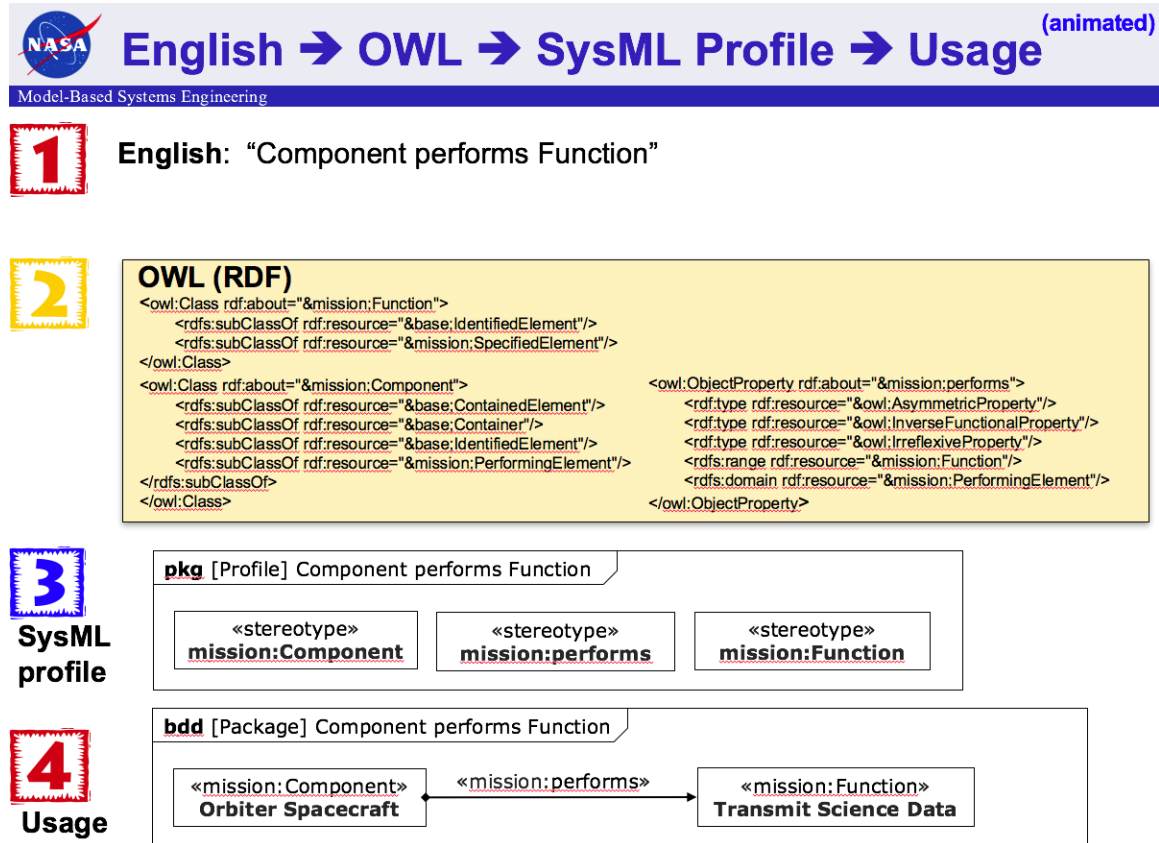 NASA
English ➔ OWL ➔ SysML Profile ➔ Usage
(animated)
Model-Based Systems Engineering
1
English: “Component performs Function”
2
OWL (RDF)
<owl:Class rdf:about="&mission;Function">
<rdfs:subClassOf rdf:resource="&base;IdentifiedElement"/>
<rdfs:subClassOf rdf:resource="&mission;SpecifiedElement"/>
</owl:Class>
<owl:Class rdf:about="&mission;Component">
<rdfs:subClassOf rdf:resource="&base;ContainedElement"/>
<rdfs:subClassOf rdf:resource="&base;Container"/>
<rdfs:subClassOf rdf:resource="&base;IdentifiedElement"/>
<rdfs:subClassOf rdf:resource="&mission;PerformingElement"/>
</rdfs:subClassOf>
</owl:Class>
<owl:ObjectProperty rdf:about="&mission;performs">
<rdf:type rdf:resource="&owl;AsymmetricProperty"/>
<rdf:type rdf:resource="&owl;InverseFunctionalProperty"/>
<rdf:type rdf:resource="&owl;IrreflexiveProperty"/>
<rdfs:range rdf:resource="&mission;Function"/>
<rdfs:domain rdf:resource="&mission;PerformingElement"/>
</owl:ObjectProperty>
3
SysML
profile
pkg [Profile] Component performs Function
«stereotype»
mission:Component
«stereotype»
mission:performs
«stereotype»
mission:Function
4
Usage
bdd [Package] Component performs Function
«mission:Component»
Orbiter Spacecraft
«mission:performs»
«mission:Function»
Transmit Science Data